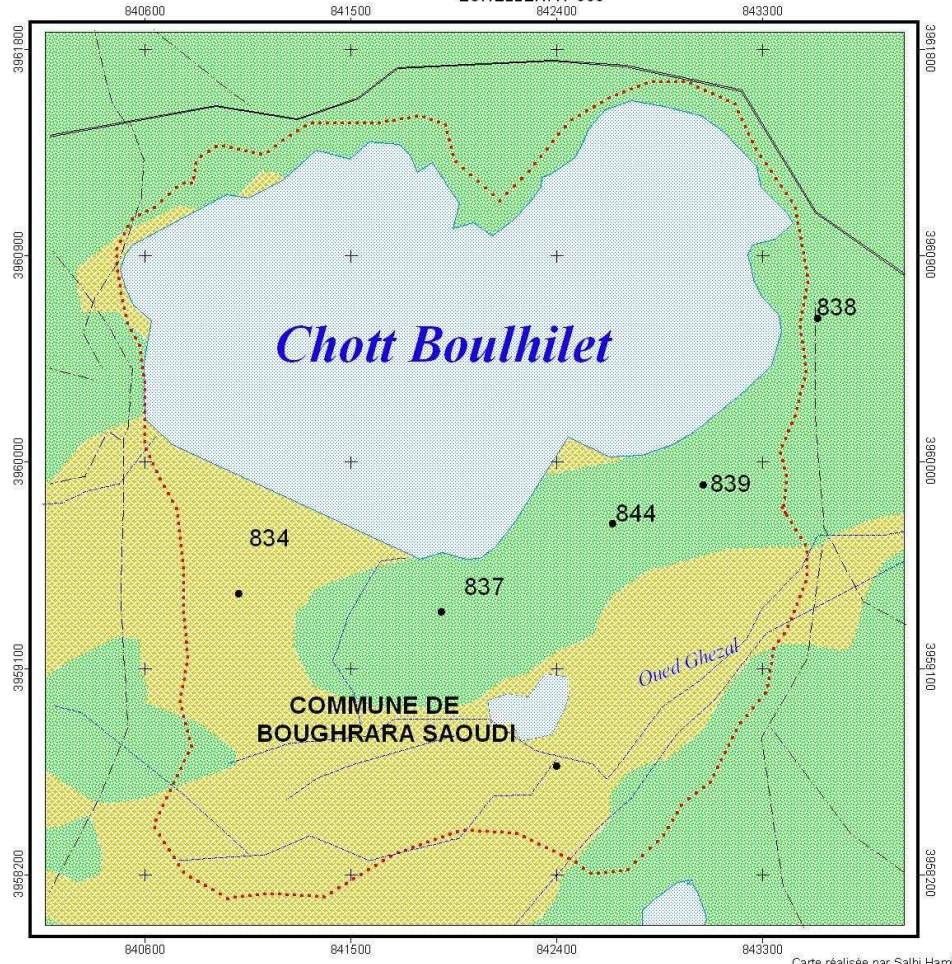 840600 841500 842400 843300
3961800 3961800
3960900 3960900
838
Chott Boulhilet
3960000 3960000
839
844
834
837
3959100 3959100
Oued Ghezal
COMMUNE DE
BOUGHRARA SAOUDI
3958200 3958200
840600 841500 842400 843300
Carte réalisée par Salhi Ham